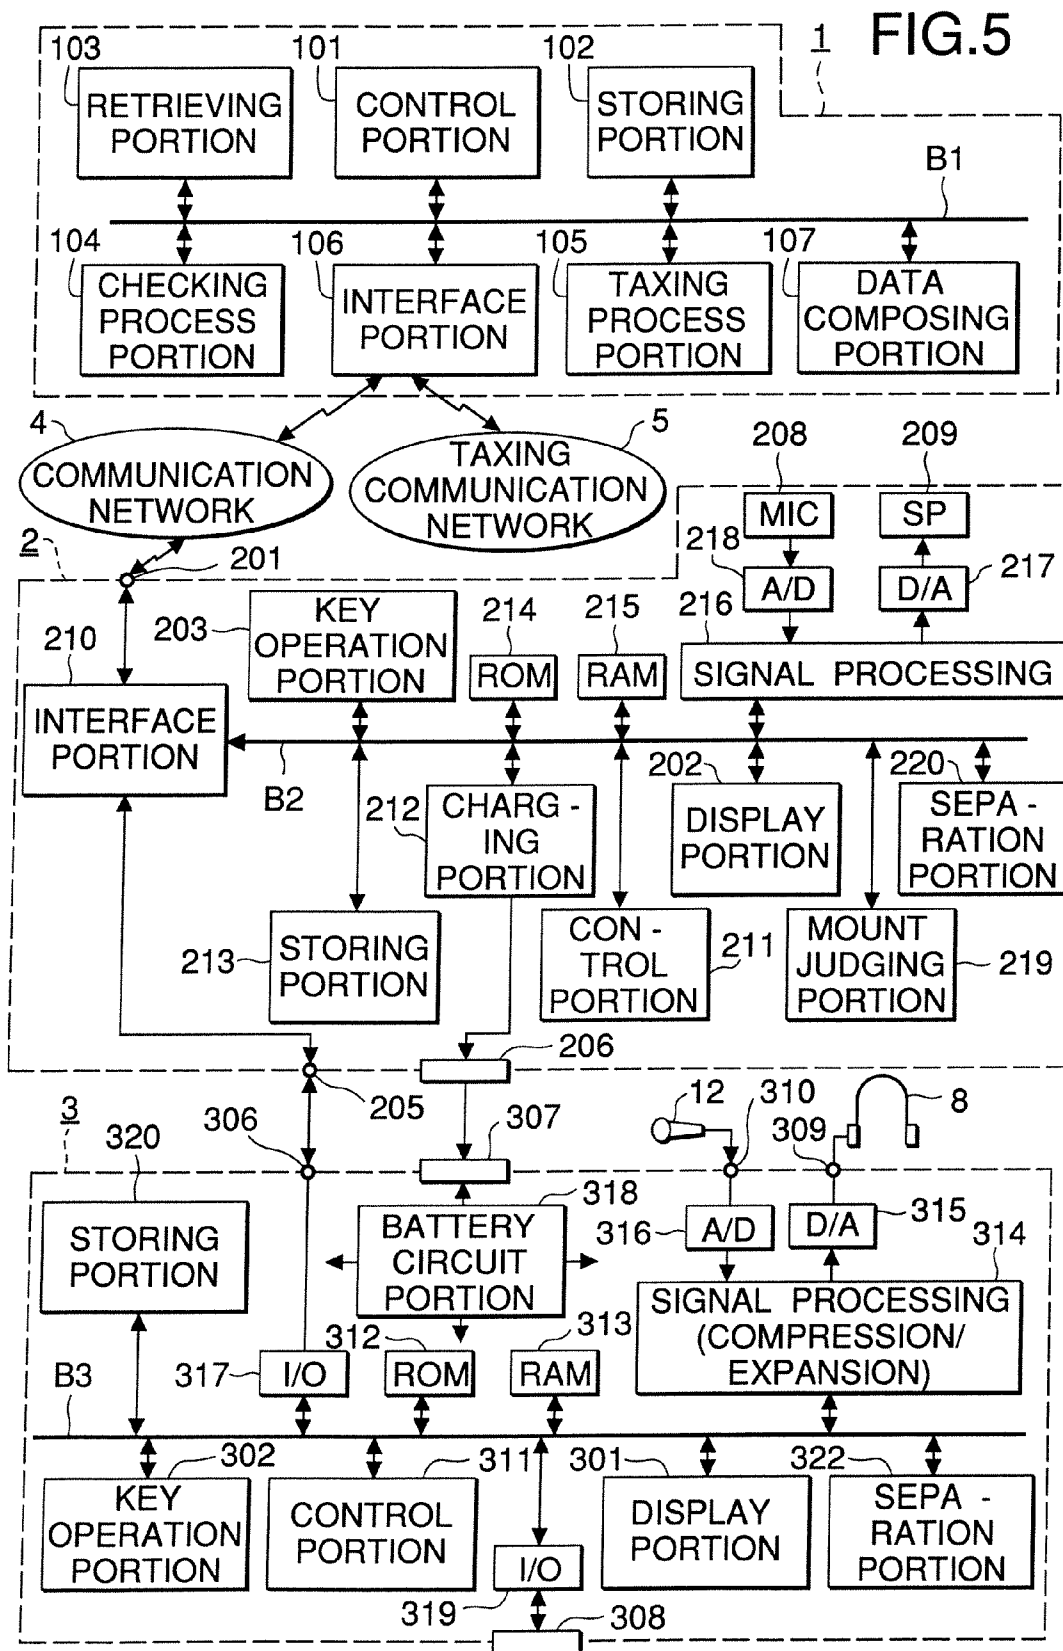 FIG.5
1
103
101
102
RETRIEVING
PORTION
CONTROL
PORTION
STORING
PORTION
B1
104
106
105
107
CHECKING
PROCESS
PORTION
INTERFACE
PORTION
TAXING
PROCESS
PORTION
DATA
COMPOSING
PORTION
4
5
COMMUNICATION
NETWORK
TAXING
COMMUNICATION
NETWORK
208
209
MIC
SP
2
201
218
217
A/D
D/A
210
203
KEY
OPERATION
PORTION
214
215
216
ROM
RAM
SIGNAL PROCESSING
INTERFACE
PORTION
B2
212
CHARG -
ING
PORTION
202
DISPLAY
PORTION
220
SEPA -
RATION
PORTION
213
STORING
PORTION
CON -
TROL
PORTION
211
MOUNT
JUDGING
PORTION
219
206
205
3
320
306
307
12
310
309
8
STORING
PORTION
318
BATTERY
CIRCUIT
PORTION
316
A/D
D/A
315
314
SIGNAL PROCESSING
(COMPRESSION/
EXPANSION)
B3
317
I/O
312
ROM
313
RAM
302
311
301
322
KEY
OPERATION
PORTION
CONTROL
PORTION
DISPLAY
PORTION
SEPA -
RATION
PORTION
I/O
319
308